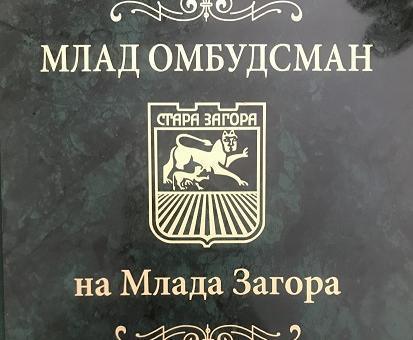 МЛАД ОМБУДСМАН
СТАРА ЗАГОРА
на Млада Загора